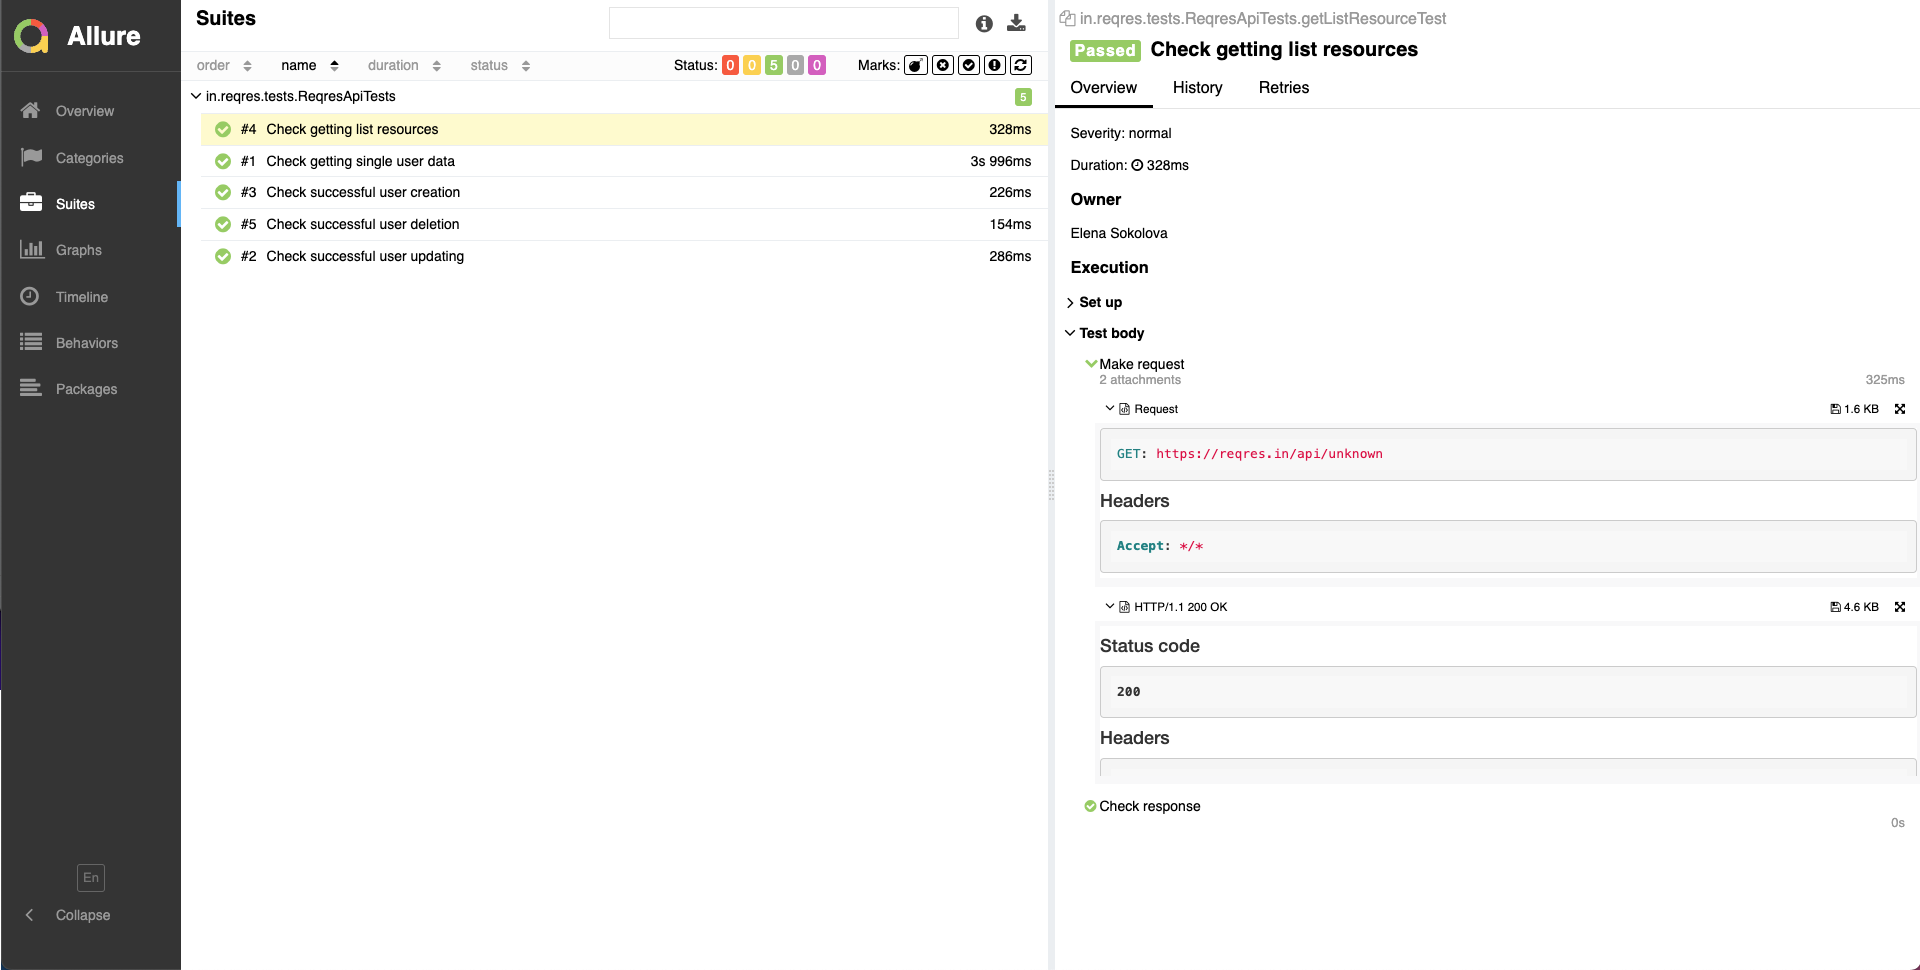 Allure
Overview
Categories
Suites
Graphs
Timeline
Behaviors
Packages
En
Collapse
Suites
order name duration status Status: 0 0 5 0 0 Marks:
in.reqres.tests.ReqresApiTests 5
#4 Check getting list resources 328ms
#1 Check getting single user data 3s 996ms
#3 Check successful user creation 226ms
#5 Check successful user deletion 154ms
#2 Check successful user updating 286ms
in.reqres.tests.ReqresApiTests.getListResourceTest
Passed Check getting list resources
Overview History Retries
Severity: normal
Duration: 328ms
Owner
Elena Sokolova
Execution
Set up
Test body
Make request
2 attachments 325ms
Request 1.6 KB
GET: https://reqres.in/api/unknown
Headers
Accept: */*
HTTP/1.1 200 OK 4.6 KB
Status code
200
Headers
Check response
0s